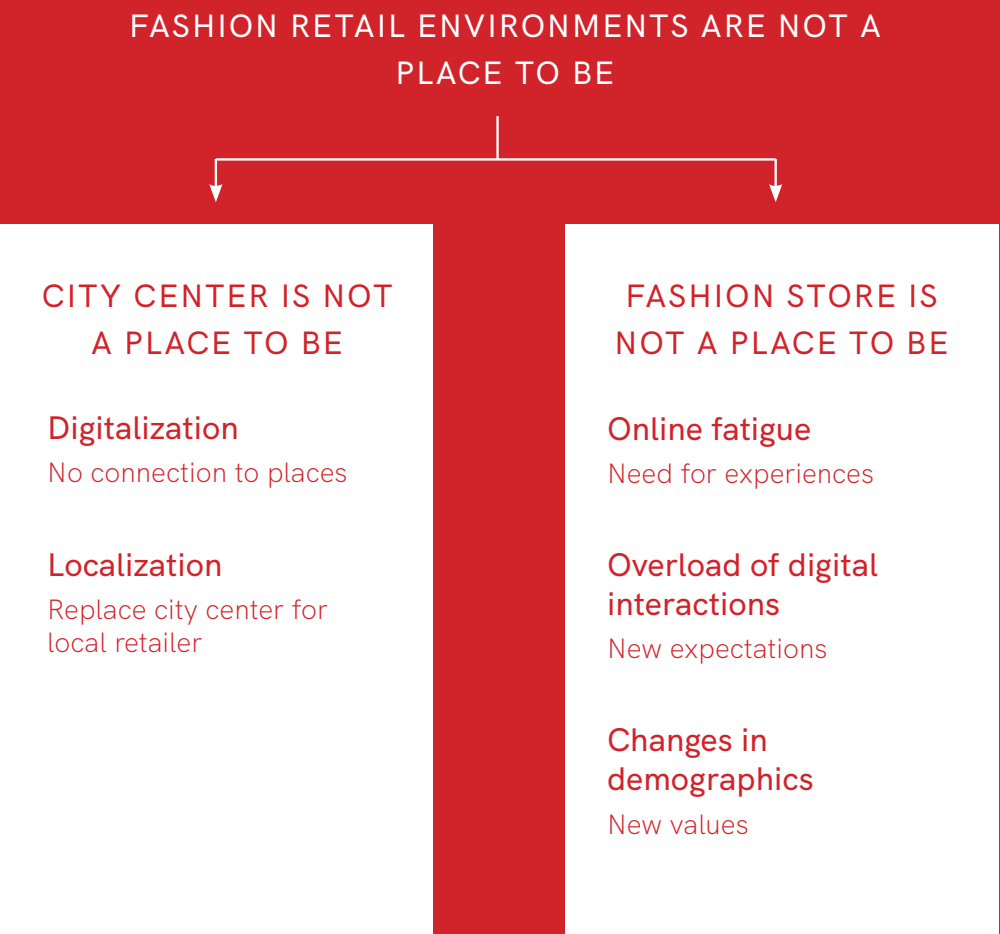 FASHION RETAIL ENVIRONMENTS ARE NOT A
PLACE TO BE
CITY CENTER IS NOT
A PLACE TO BE
Digitalization
No connection to places
Localization
Replace city center for
local retailer
FASHION STORE IS
NOT A PLACE TO BE
Online fatigue
Need for experiences
Overload of digital
interactions
New expectations
Changes in
demographics
New values